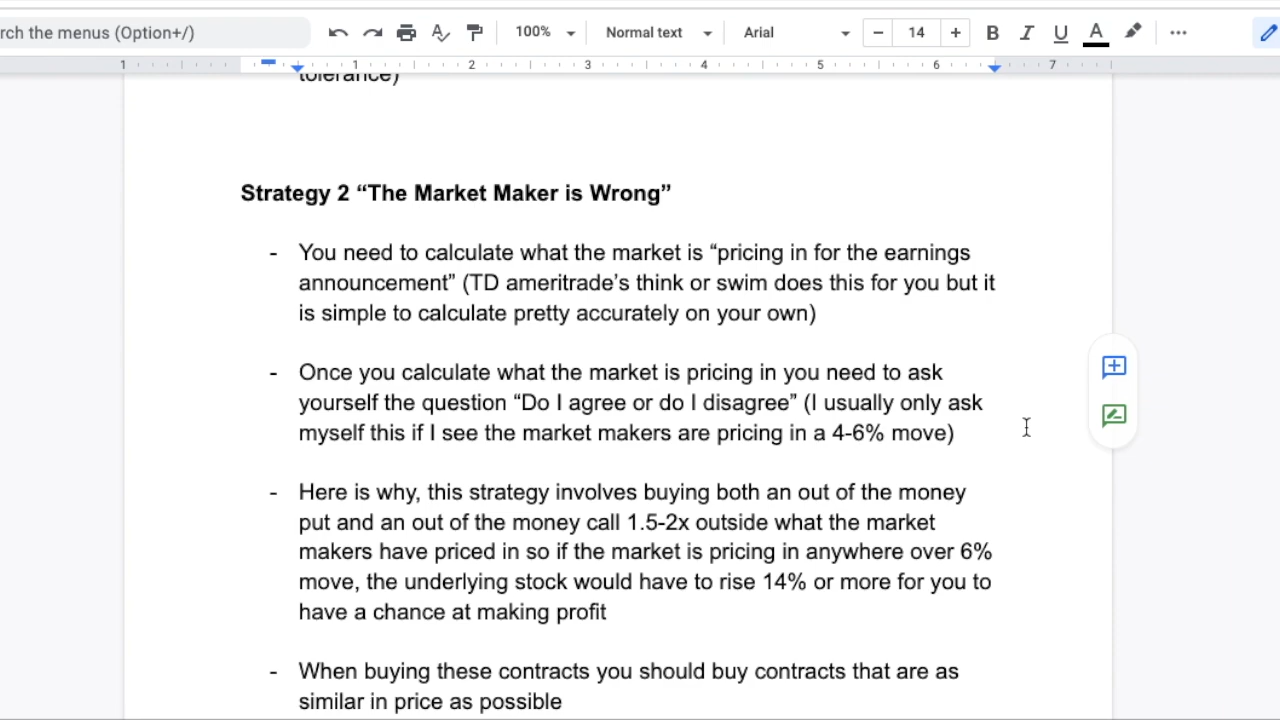 rch the menus (Option+/)
100%
Normal text
Arial
14
B I U A
1 1 2 3 4 5 6 7
tolerance)
Strategy 2 “The Market Maker is Wrong”
- You need to calculate what the market is “pricing in for the earnings
announcement” (TD ameritrade’s think or swim does this for you but it
is simple to calculate pretty accurately on your own)
- Once you calculate what the market is pricing in you need to ask
yourself the question “Do I agree or do I disagree” (I usually only ask
myself this if I see the market makers are pricing in a 4-6% move)
- Here is why, this strategy involves buying both an out of the money
put and an out of the money call 1.5-2x outside what the market
makers have priced in so if the market is pricing in anywhere over 6%
move, the underlying stock would have to rise 14% or more for you to
have a chance at making profit
- When buying these contracts you should buy contracts that are as
similar in price as possible